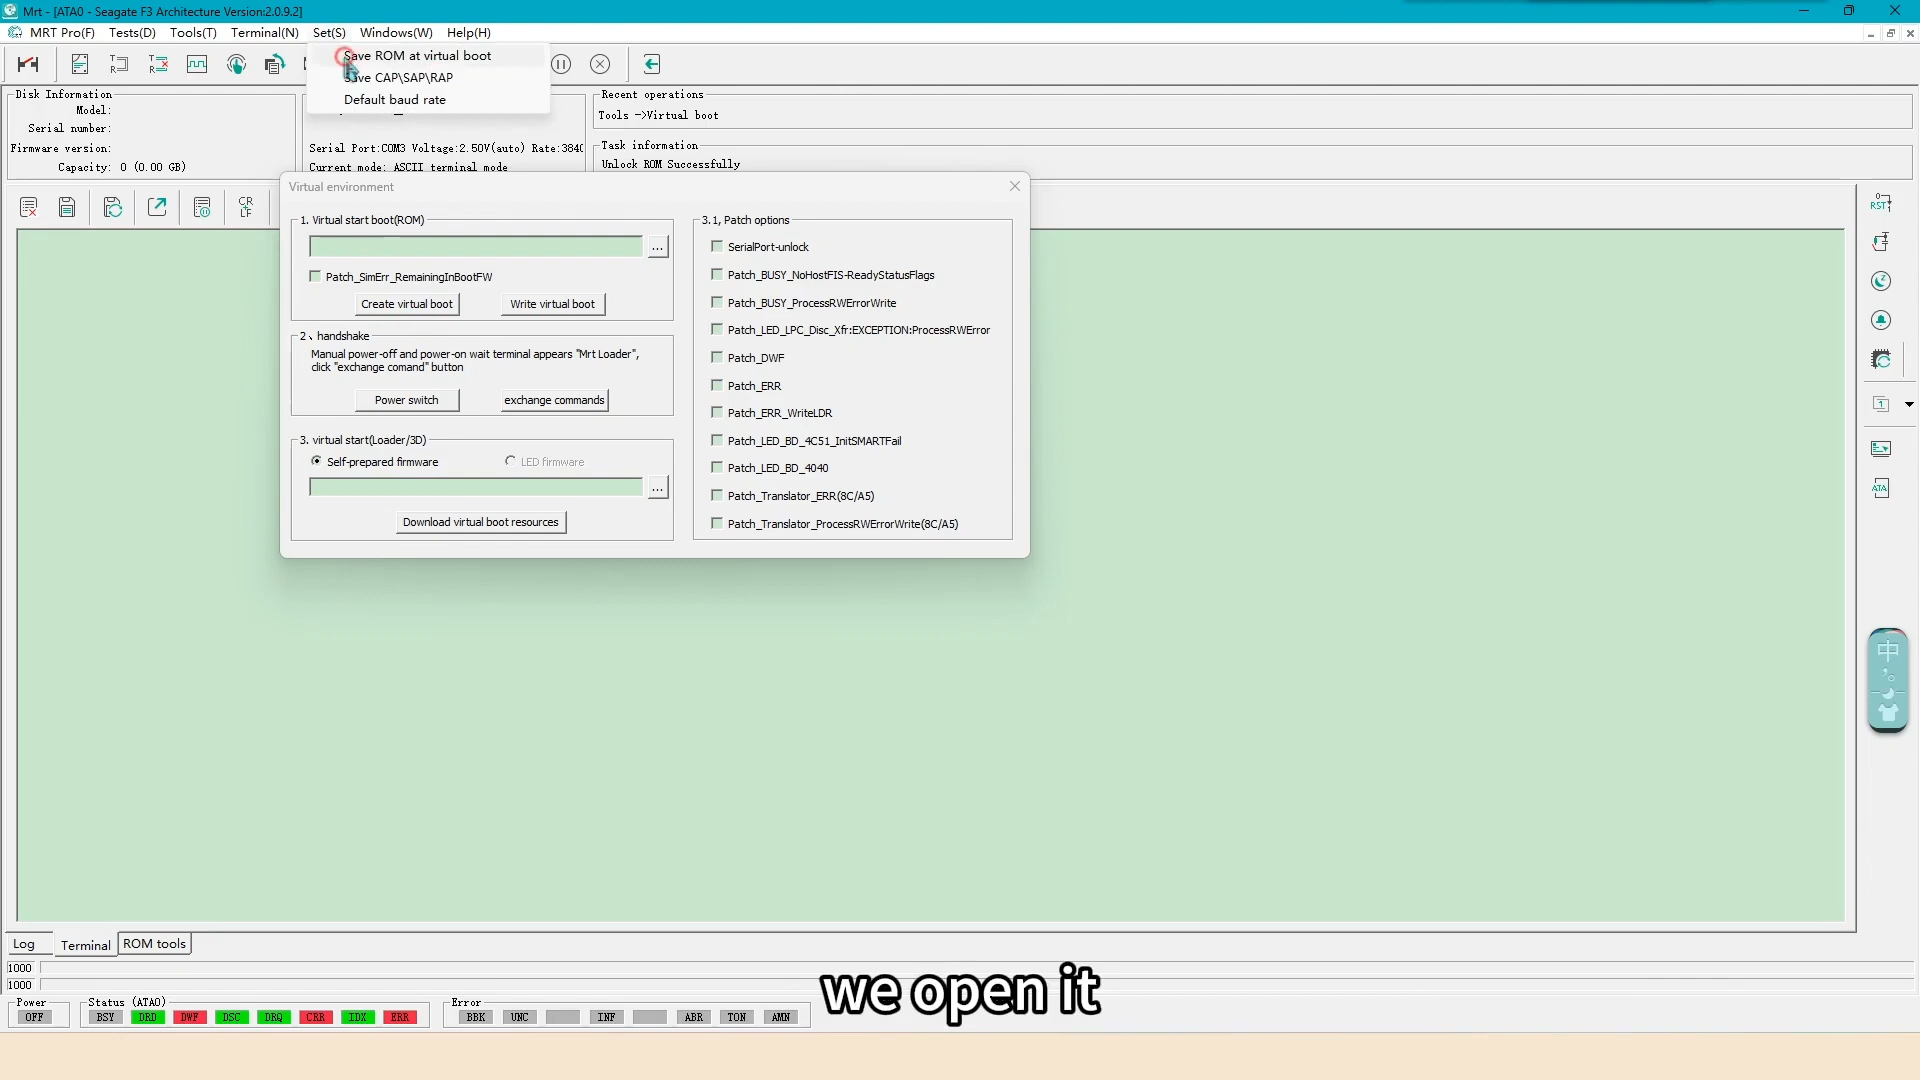 Mrt - [ATA0 - Seagate F3 Architecture Version:2.0.9.2]
MRT Pro(F) Tests(D) Tools(T) Terminal(N) Set(S) Windows(W) Help(H)
Save ROM at virtual boot
Save CAP\SAP\RAP
Default baud rate
Disk Information
Model:
Serial number:
Firmware version:
Capacity: 0 (0.00 GB)
Serial Port:COM3 Voltage:2.50V(auto) Rate:3840
Current mode: ASCII terminal mode
Recent operations
Tools ->Virtual boot
Task information
Unlock ROM Successfully
CR
LF
Virtual environment
1. Virtual start boot(ROM)
...
Patch_SimErr_RemainingInBootFW
Create virtual boot
Write virtual boot
2、handshake
Manual power-off and power-on wait terminal appears "Mrt Loader",
click "exchange comand" button
Power switch
exchange commands
3. virtual start(Loader/3D)
Self-prepared firmware
LED firmware
...
Download virtual boot resources
3.1, Patch options
SerialPort-unlock
Patch_BUSY_NoHostFIS-ReadyStatusFlags
Patch_BUSY_ProcessRWErrorWrite
Patch_LED_LPC_Disc_Xfr:EXCEPTION:ProcessRWError
Patch_DWF
Patch_ERR
Patch_ERR_WriteLDR
Patch_LED_BD_4C51_InitSMARTFail
Patch_LED_BD_4040
Patch_Translator_ERR(8C/A5)
Patch_Translator_ProcessRWErrorWrite(8C/A5)
RST
1
ATA
中
Log Terminal ROM tools
1000
1000
we open it
Power
OFF
Status (ATA0)
BSY DRD DWF DSC DRQ CRR IDX ERR
Error
BBK UNC INF ABR TON AMN